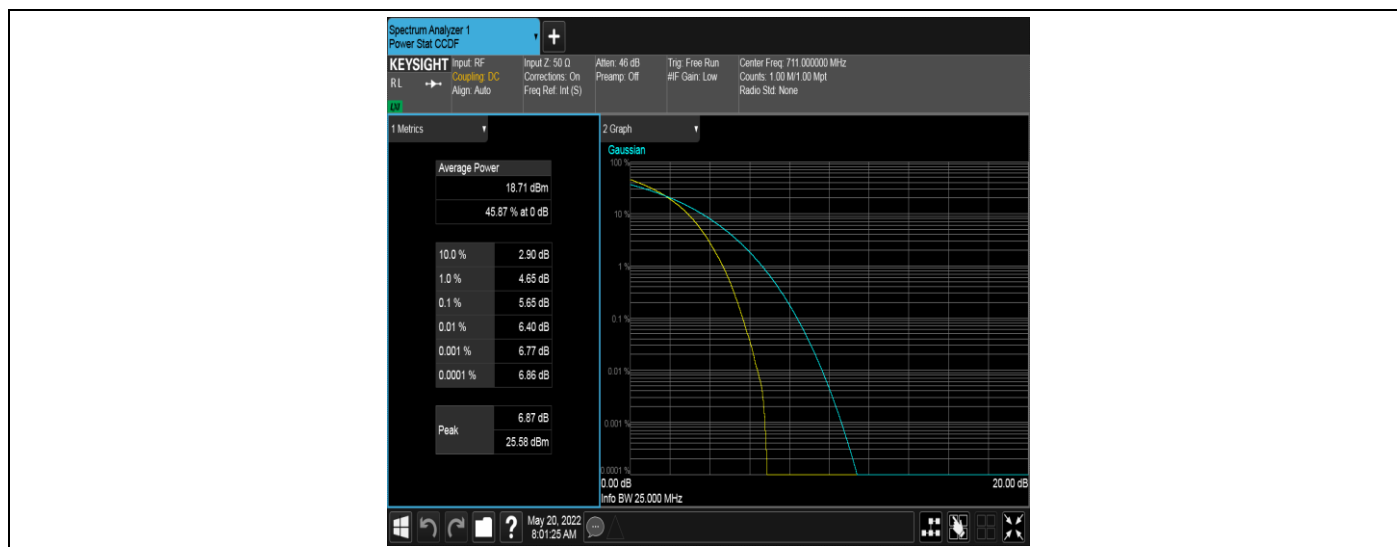 Spectrum Analyzer 1
Power Stat CCDF
KEYSIGHT
RL
Input: RF
Coupling: DC
Align: Auto
Input Z: 50 Ω
Corrections: On
Freq Ref: Int (S)
Atten: 46 dB
Preamp: Off
Trig: Free Run
#IF Gain: Low
Center Freq: 711.000000 MHz
Counts: 1.00 M/1.00 Mpt
Radio Std: None
1 Metrics
Average Power
18.71 dBm
45.87 % at 0 dB
10.0 % 2.90 dB
1.0 % 4.65 dB
0.1 % 5.65 dB
0.01 % 6.40 dB
0.001 % 6.77 dB
0.0001 % 6.86 dB
Peak
6.87 dB
25.58 dBm
2 Graph
Gaussian
100 %
10 %
1 %
0.1 %
0.01 %
0.001 %
0.0001 %
0.00 dB 20.00 dB
Info BW 25.000 MHz
May 20, 2022
8:01:25 AM